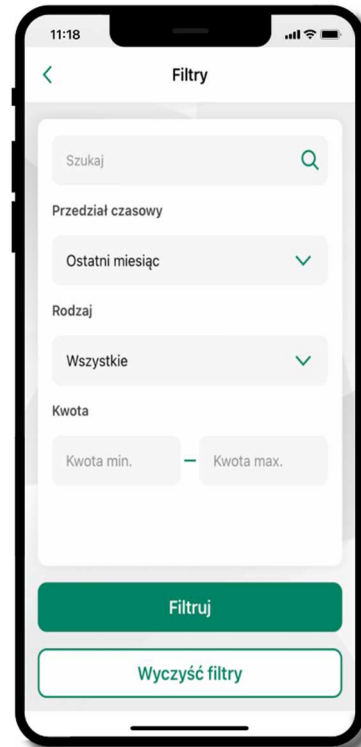 11:18
Filtry
Szukaj
Przedział czasowy
Ostatni miesiąc
Rodzaj
Wszystkie
Kwota
Kwota min. – Kwota max.
Filtruj
Wyczyść filtry